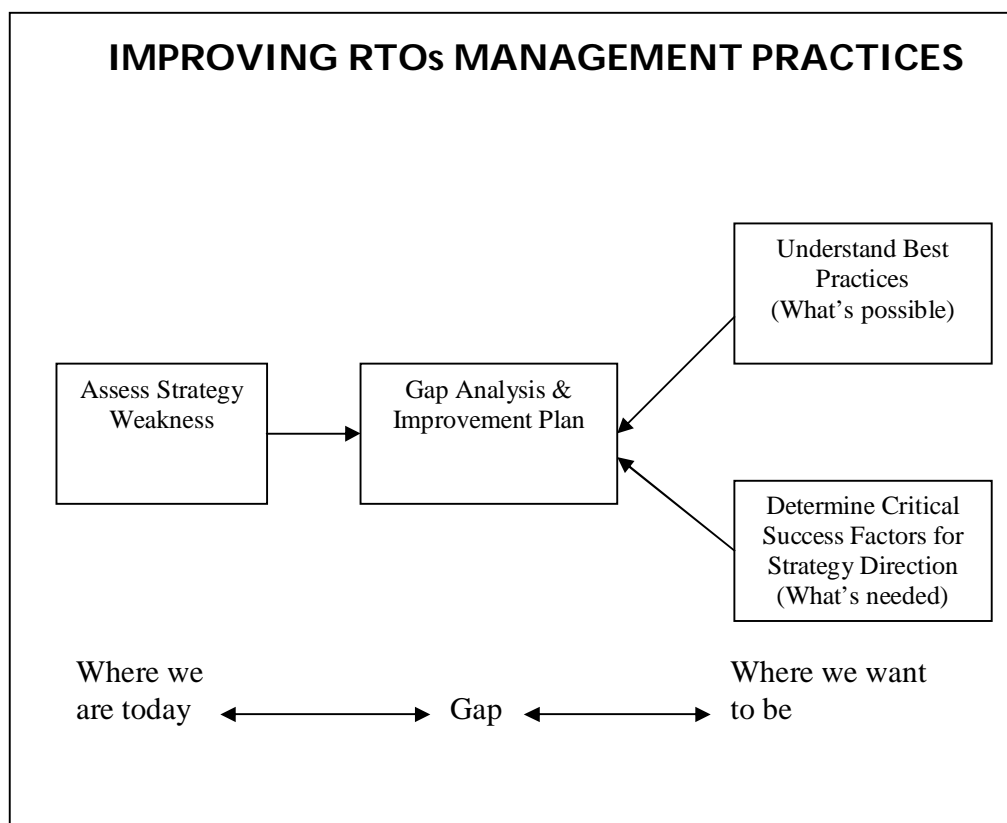 IMPROVING RTOs MANAGEMENT PRACTICES
Understand Best
Practices
(What's possible)
Assess Strategy
Weakness
Gap Analysis &
Improvement Plan
Determine Critical
Success Factors for
Strategy Direction
(What's needed)
Where we
are today
Gap
Where we want
to be